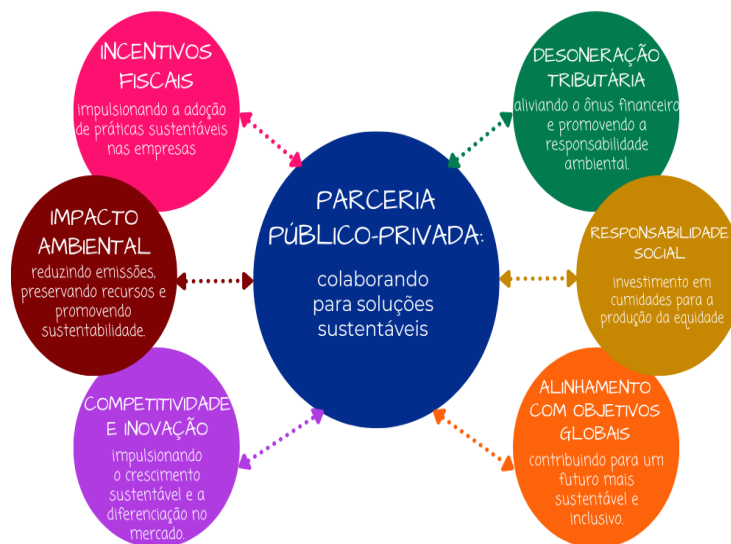 INCENTIVOS
FISCAIS
impulsionando a adoção
de práticas sustentáveis
nas empresas
DESONERAÇÃO
TRIBUTÁRIA
aliviando o ônus financeiro
e promovendo a
responsabilidade
ambiental.
IMPACTO
AMBIENTAL
reduzindo emissões,
preservando recursos e
promovendo
sustentabilidade.
PARCERIA
PÚBLICO-PRIVADA:
colaborando
para soluções
sustentáveis
RESPONSABILIDADE
SOCIAL
investimento em
cumidades para a
produção da equidade
COMPETITIVIDADE
E INOVAÇÃO
impulsionando
o crescimento
sustentável e a
diferenciação no
mercado.
ALINHAMENTO
COM OBJETIVOS
GLOBAIS
contribuindo para um
futuro mais
sustentável e
inclusivo.